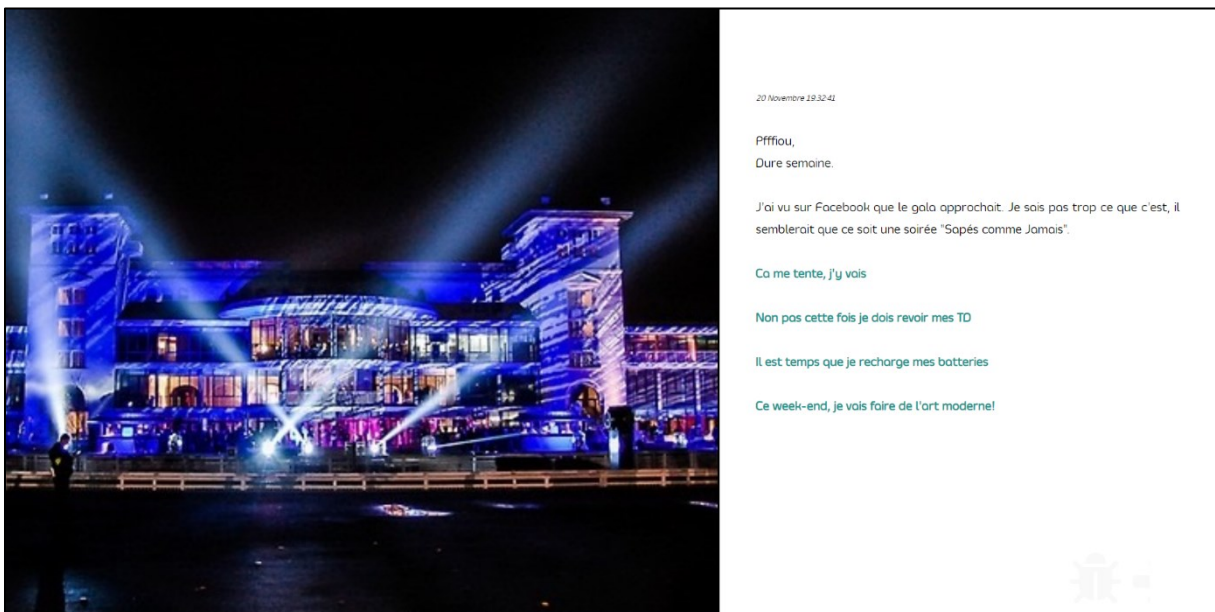 20 Novembre 19:32:41
Pfffiou,
Dure semaine.
J'ai vu sur Facebook que le gala approchait. Je sais pas trop ce que c'est, il
semblerait que ce soit une soirée "Sapés comme Jamais".
Ca me tente, j'y vais
Non pas cette fois je dois revoir mes TD
Il est temps que je recharge mes batteries
Ce week-end, je vais faire de l'art moderne!